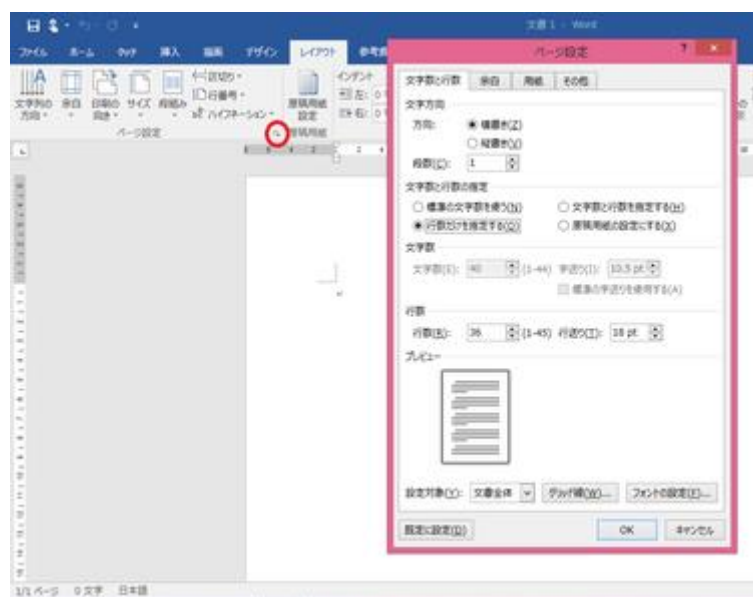 文書 1 - Word
ファイル ホーム タッチ 挿入 描画 デザイン レイアウト 参考資
文字列の方向 余白 印刷の向き サイズ 段組み 区切り 原稿用紙設定 インデント
行番号 左: 0
ハイフネーション 右: 0
ページ設定 原稿用紙
ページ設定
文字数と行数 余白 用紙 その他
文字方向
方向: 横書き(Z)
縦書き(V)
段数(C): 1
文字数と行数の指定
標準の文字数を使う(N) 文字数と行数を指定する(H)
行数だけを指定する(O) 原稿用紙の設定にする(X)
文字数
文字数(E): 40 (1-44) 字送り(I): 10.5 pt
標準の字送りを使用する(A)
行数
行数(R): 36 (1-45) 行送り(T): 18 pt
プレビュー
設定対象(Y): 文書全体 グリッド線(W)... フォントの設定(F)...
既定に設定(D) OK キャンセル
1/1 ページ 0 文字 日本語